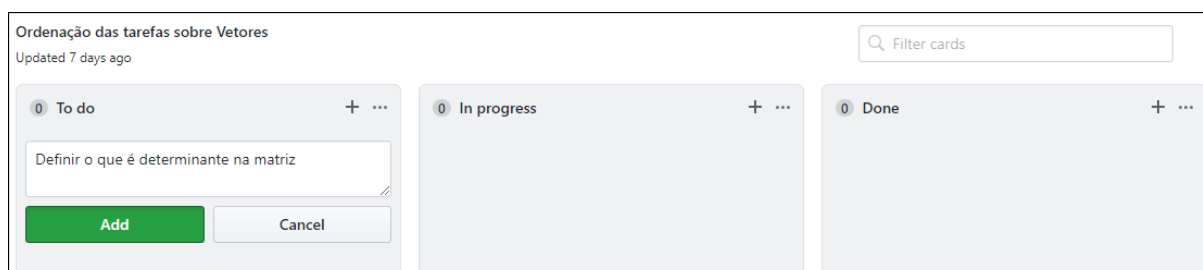 Ordenação das tarefas sobre Vetores
Updated 7 days ago
Filter cards
0 To do + ...
0 In progress + ...
0 Done + ...
Definir o que é determinante na matriz
Add
Cancel